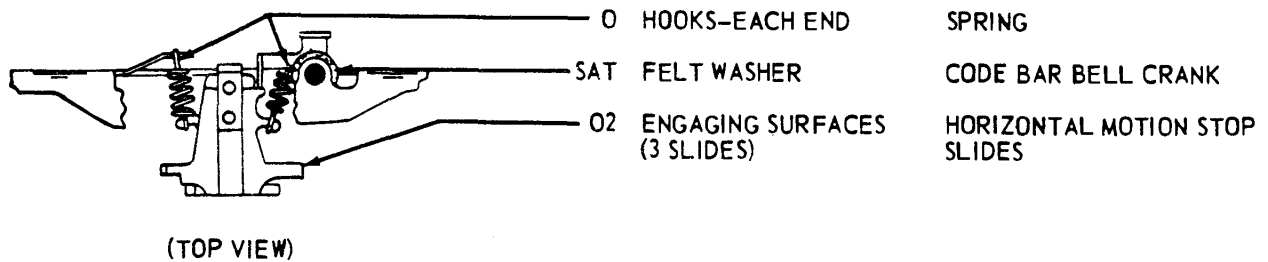 O HOOKS-EACH END SPRING
SAT FELT WASHER CODE BAR BELL CRANK
O2 ENGAGING SURFACES HORIZONTAL MOTION STOP
(3 SLIDES) SLIDES
(TOP VIEW)